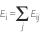 E_i = \sum_j E_{ij}